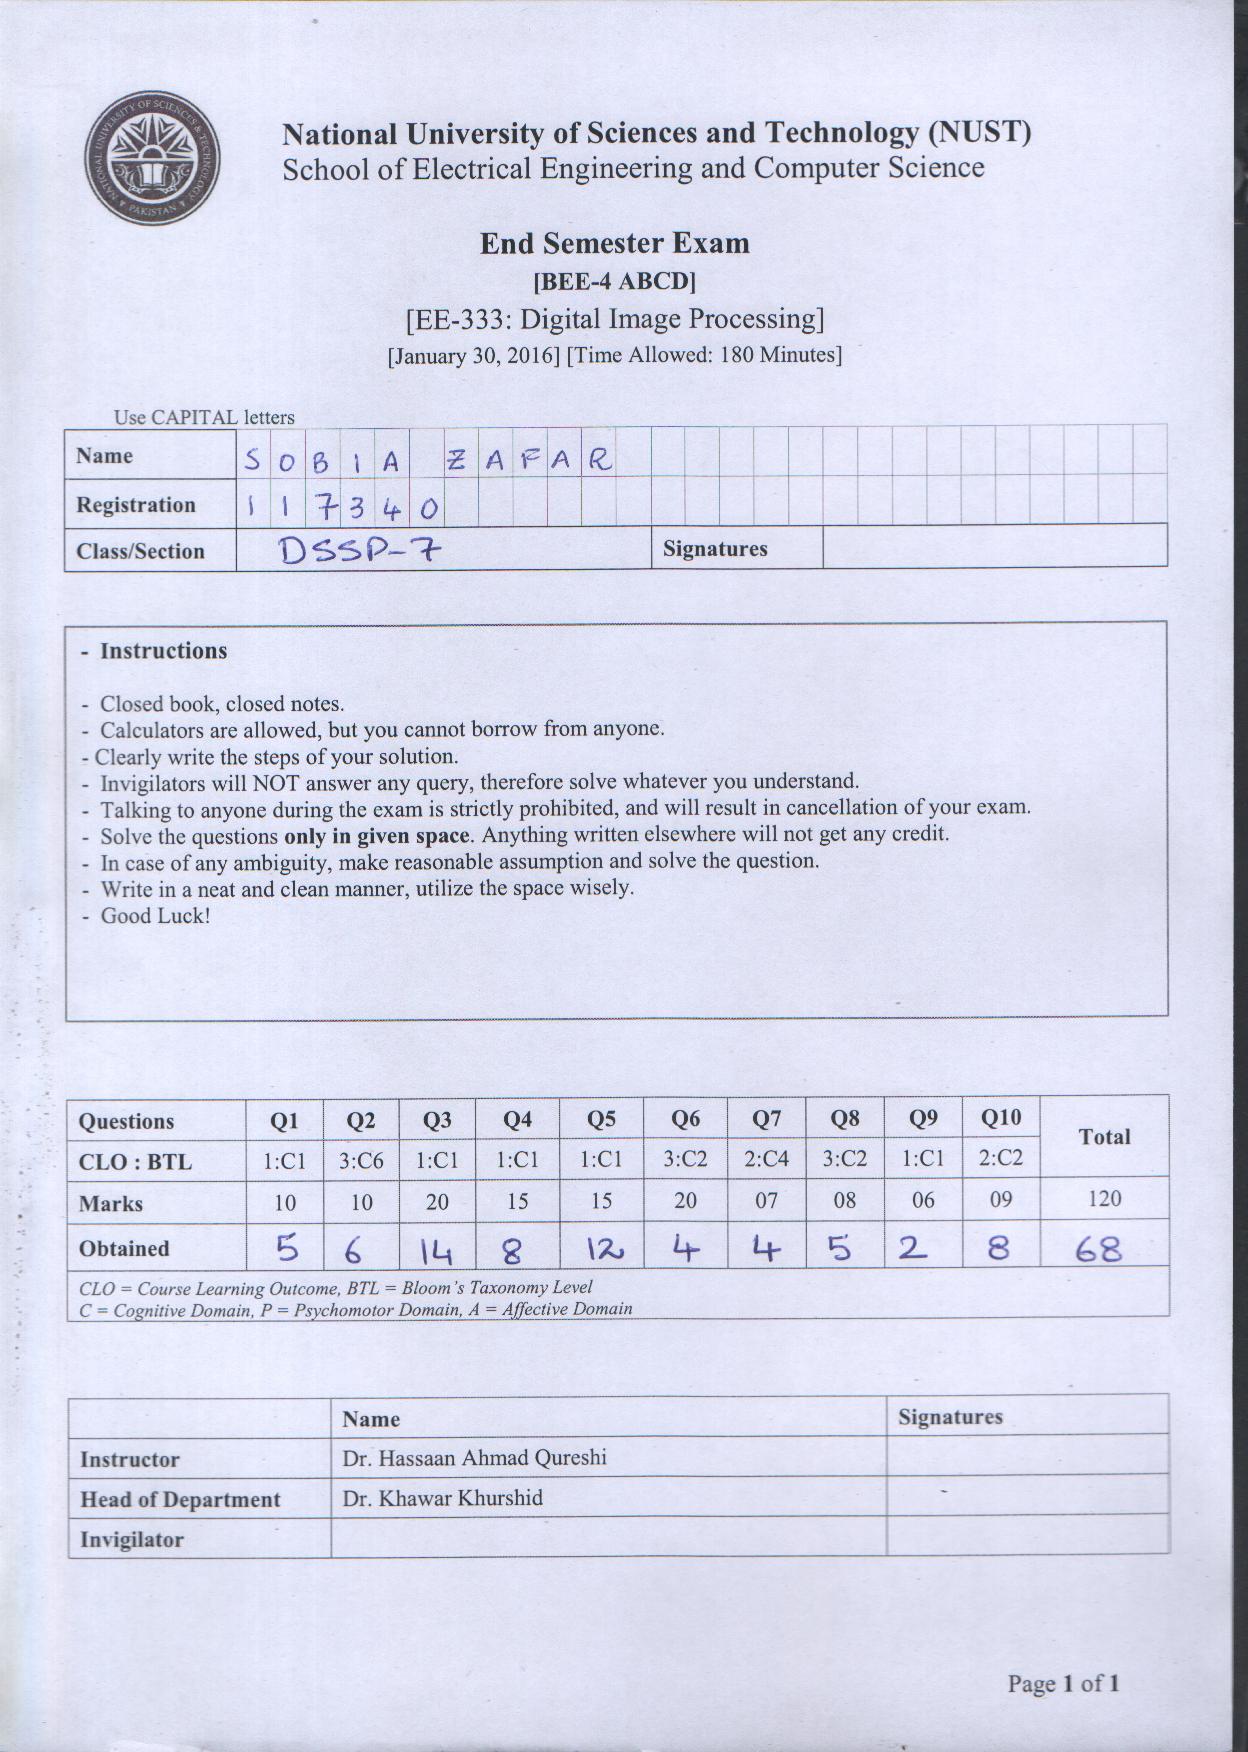 NATIONAL UNIVERSITY OF SCIENCES & TECHNOLOGY
PAKISTAN
National University of Sciences and Technology (NUST)
School of Electrical Engineering and Computer Science
End Semester Exam
[BEE-4 ABCD]
[EE-333: Digital Image Processing]
[January 30, 2016] [Time Allowed: 180 Minutes]
Use CAPITAL letters
Name SOBIA ZAFAR
Registration 117340
Class/Section DSSP-7 Signatures
- Instructions
- Closed book, closed notes.
- Calculators are allowed, but you cannot borrow from anyone.
- Clearly write the steps of your solution.
- Invigilators will NOT answer any query, therefore solve whatever you understand.
- Talking to anyone during the exam is strictly prohibited, and will result in cancellation of your exam.
- Solve the questions only in given space. Anything written elsewhere will not get any credit.
- In case of any ambiguity, make reasonable assumption and solve the question.
- Write in a neat and clean manner, utilize the space wisely.
- Good Luck!
Questions Q1 Q2 Q3 Q4 Q5 Q6 Q7 Q8 Q9 Q10 Total
CLO : BTL 1:C1 3:C6 1:C1 1:C1 1:C1 3:C2 2:C4 3:C2 1:C1 2:C2
Marks 10 10 20 15 15 20 07 08 06 09 120
Obtained 5 6 14 8 12 4 4 5 2 8 68
CLO = Course Learning Outcome, BTL = Bloom's Taxonomy Level
C = Cognitive Domain, P = Psychomotor Domain, A = Affective Domain
Name Signatures
Instructor Dr. Hassaan Ahmad Qureshi
Head of Department Dr. Khawar Khurshid
Invigilator
Page 1 of 1